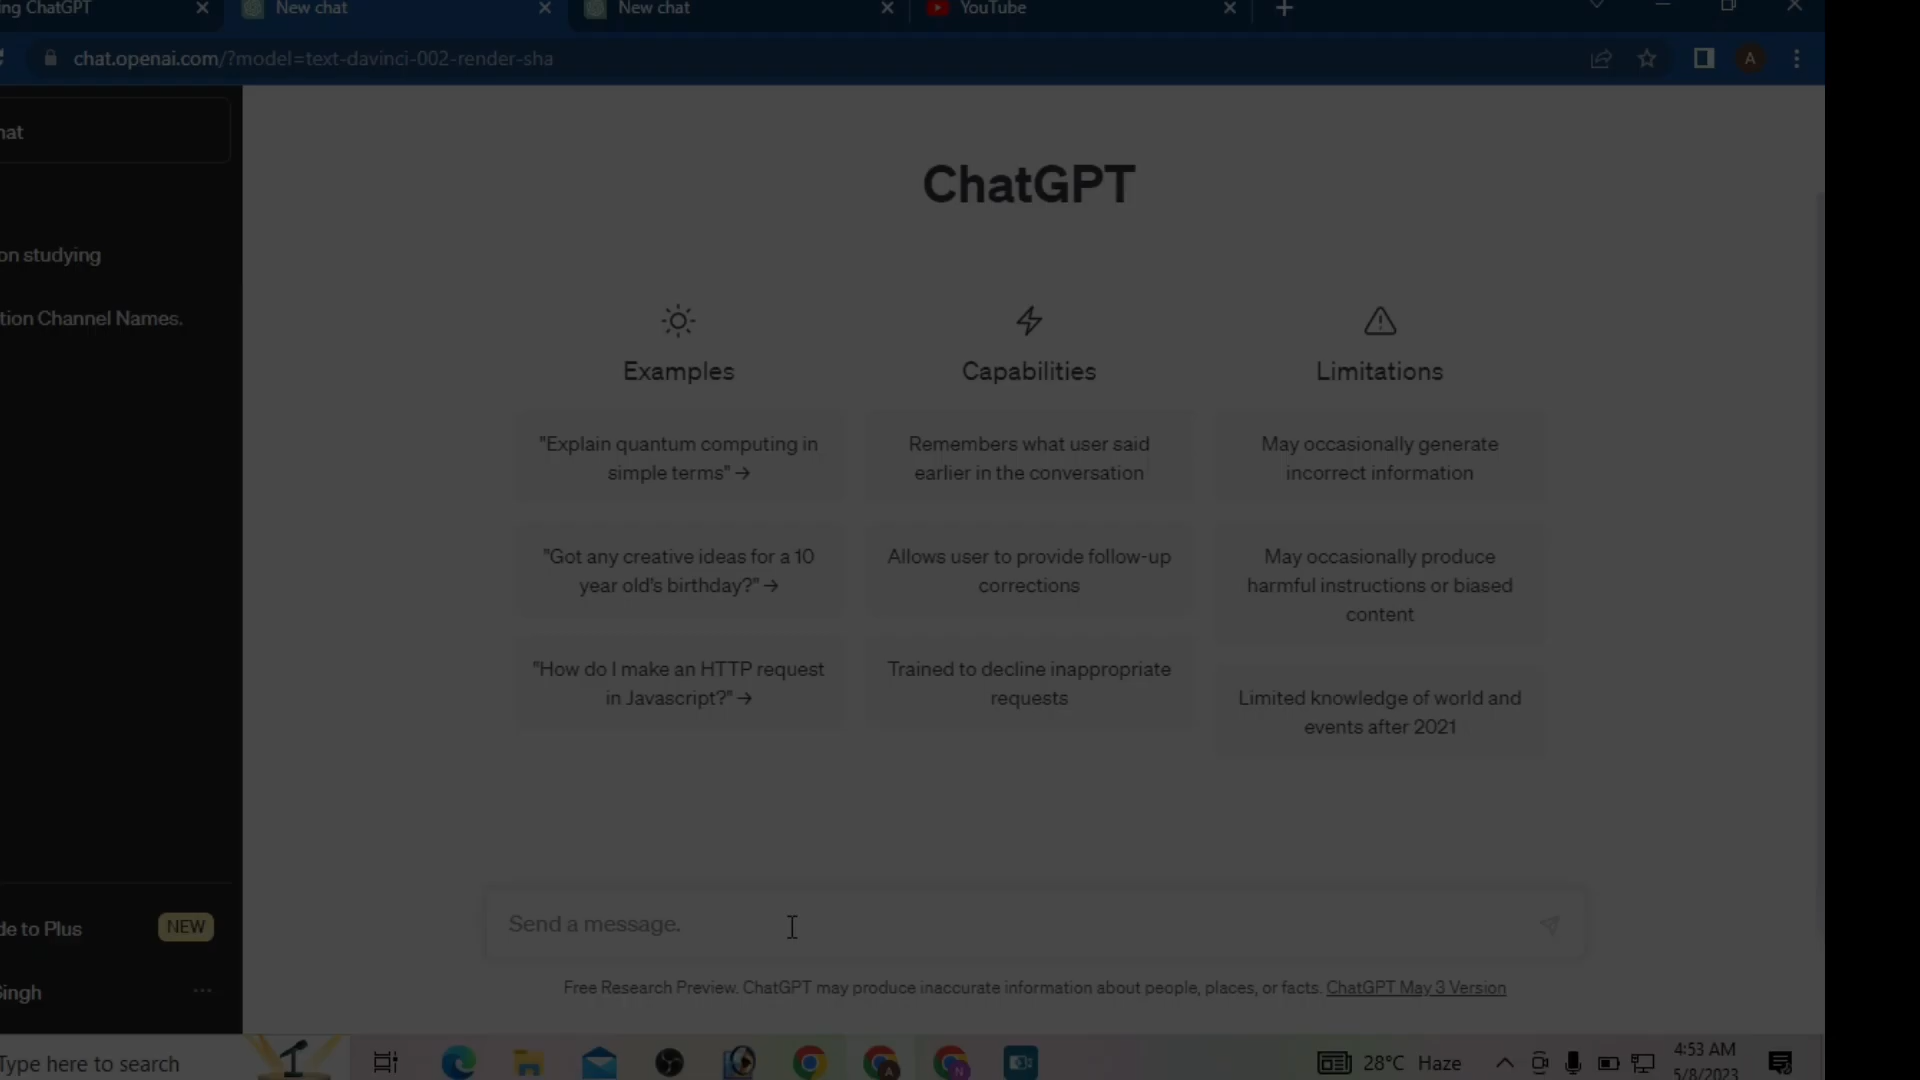 ing ChatGPT
New chat
New chat
YouTube
chat.openai.com/?model=text-davinci-002-render-sha
A
hat
on studying
tion Channel Names.
de to Plus
NEW
Singh
ChatGPT
Examples
"Explain quantum computing in
simple terms" →
"Got any creative ideas for a 10
year old's birthday?" →
"How do I make an HTTP request
in Javascript?" →
Capabilities
Remembers what user said
earlier in the conversation
Allows user to provide follow-up
corrections
Trained to decline inappropriate
requests
Limitations
May occasionally generate
incorrect information
May occasionally produce
harmful instructions or biased
content
Limited knowledge of world and
events after 2021
Send a message.
Free Research Preview. ChatGPT may produce inaccurate information about people, places, or facts. ChatGPT May 3 Version
Type here to search
A
N
28°C Haze
4:53 AM
5/8/2023